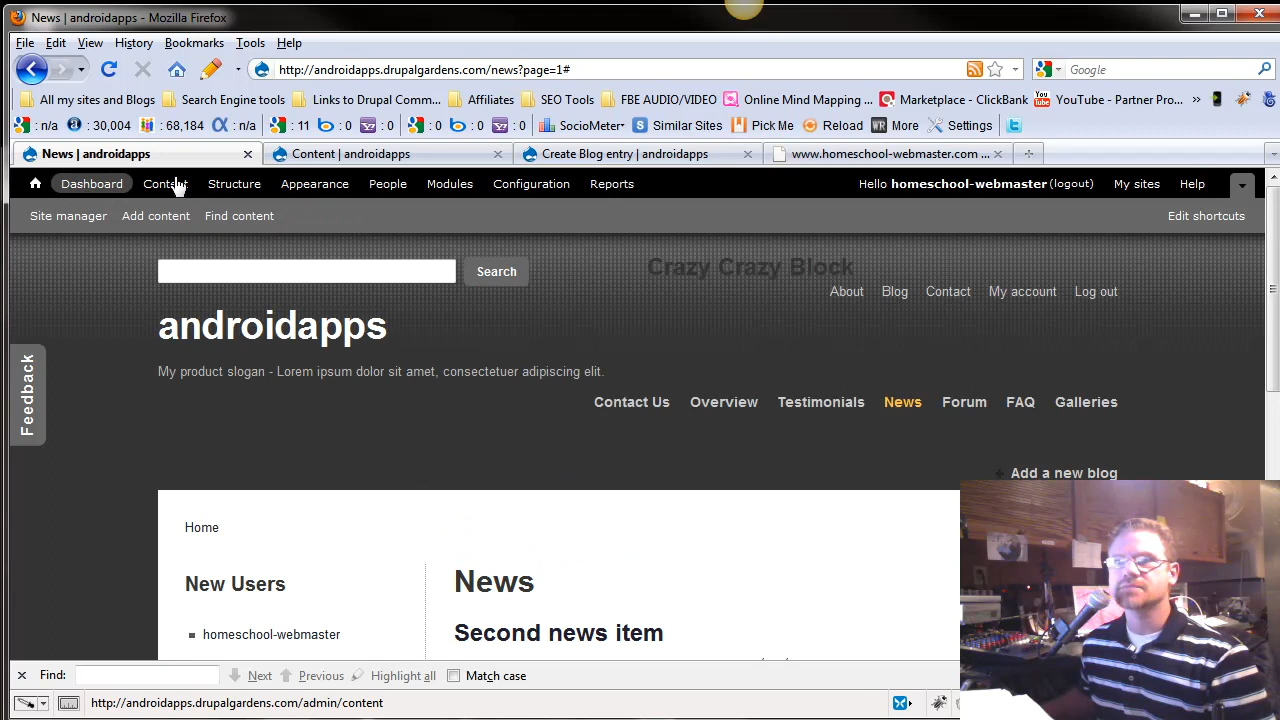 News | androidapps - Mozilla Firefox
File Edit View History Bookmarks Tools Help
http://androidapps.drupalgardens.com/news?page=1# Google
All my sites and Blogs Search Engine tools Links to Drupal Comm... Affiliates SEO Tools FBE AUDIO/VIDEO Online Mind Mapping ... Marketplace - ClickBank You Tube YouTube - Partner Pro... »
: n/a : 30,004 : 68,184 : n/a : 11 : 0 : 0 : 0 : 0 : 0 SocioMeter Similar Sites Pick Me Reload WR More Settings
News | androidapps Content | androidapps Create Blog entry | androidapps www.homeschool-webmaster.com ...
Dashboard Content Structure Appearance People Modules Configuration Reports Hello homeschool-webmaster (logout) My sites Help
Site manager Add content Find content Edit shortcuts
Search Crazy Crazy Block
About Blog Contact My account Log out
androidapps
My product slogan - Lorem ipsum dolor sit amet, consectetuer adipiscing elit.
Feedback
Contact Us Overview Testimonials News Forum FAQ Galleries
Add a new blog
Home
New Users News
homeschool-webmaster Second news item
Find: Next Previous Highlight all Match case
http://androidapps.drupalgardens.com/admin/content